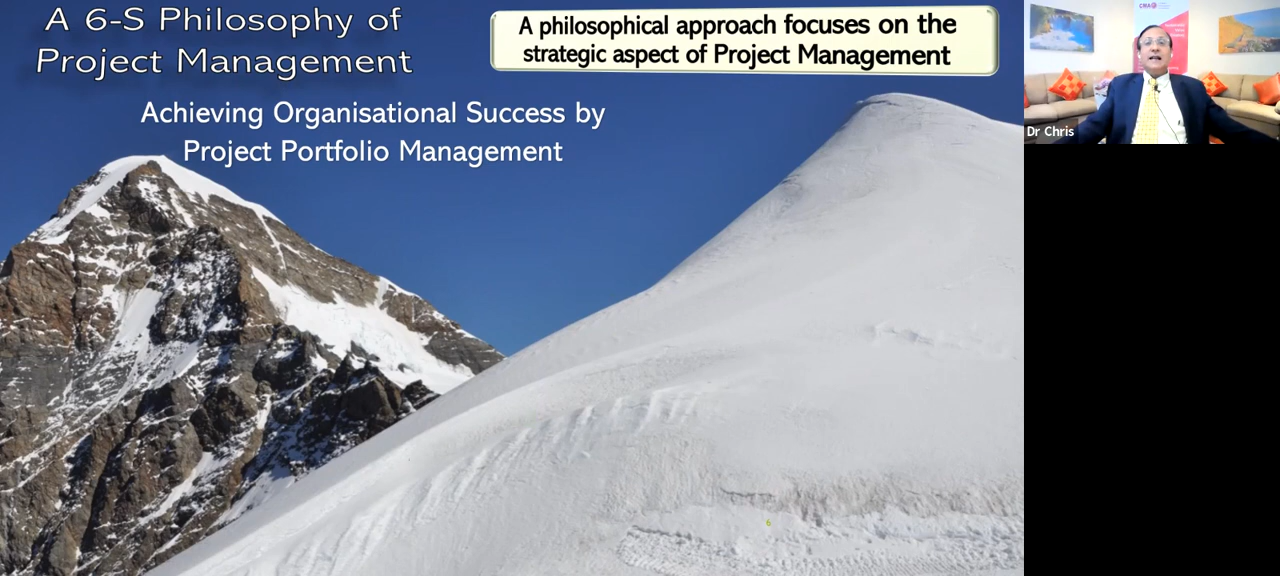 A 6-S Philosophy of
Project Management
A philosophical approach focuses on the
strategic aspect of Project Management
Achieving Organisational Success by
Project Portfolio Management
CMA
Dr Chris
6